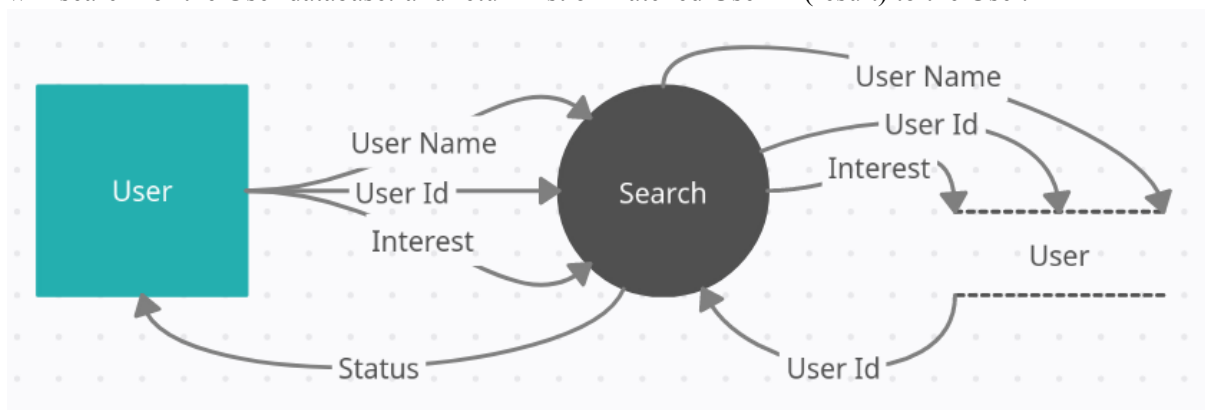 User Name
User Id
Interest
User Name
User Id
Interest
User
Search
User
Status
User Id